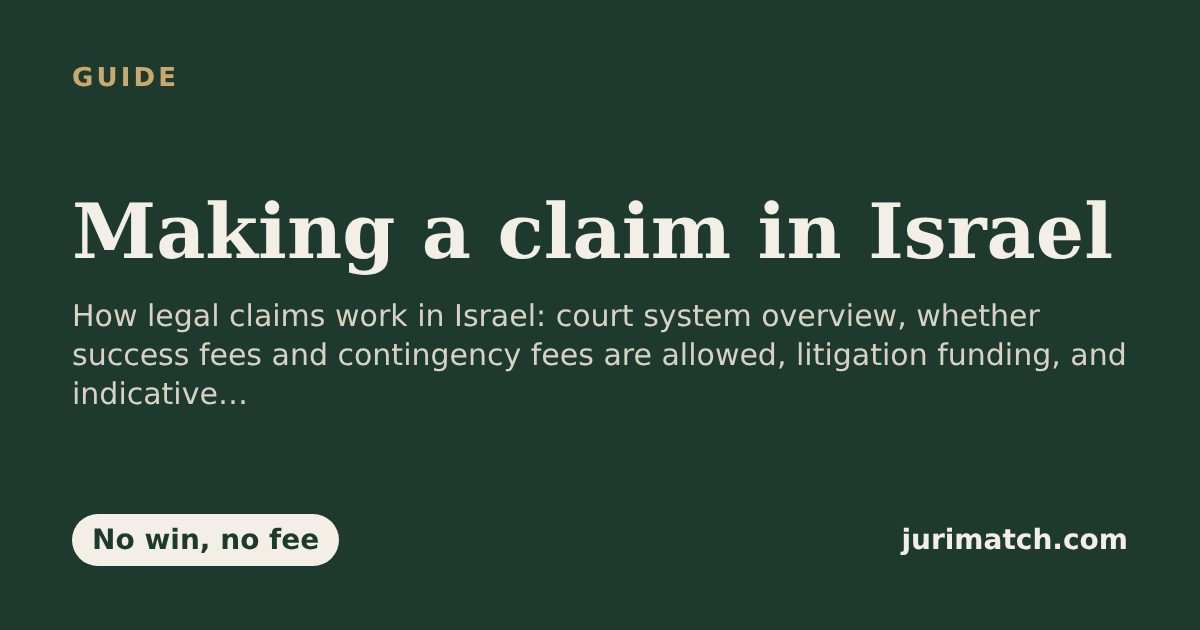 GUIDE
Making a claim in Israel
How legal claims work in Israel: court system overview, whether
success fees and contingency fees are allowed, litigation funding, and
indicative...
No win, no fee
jurimatch.com